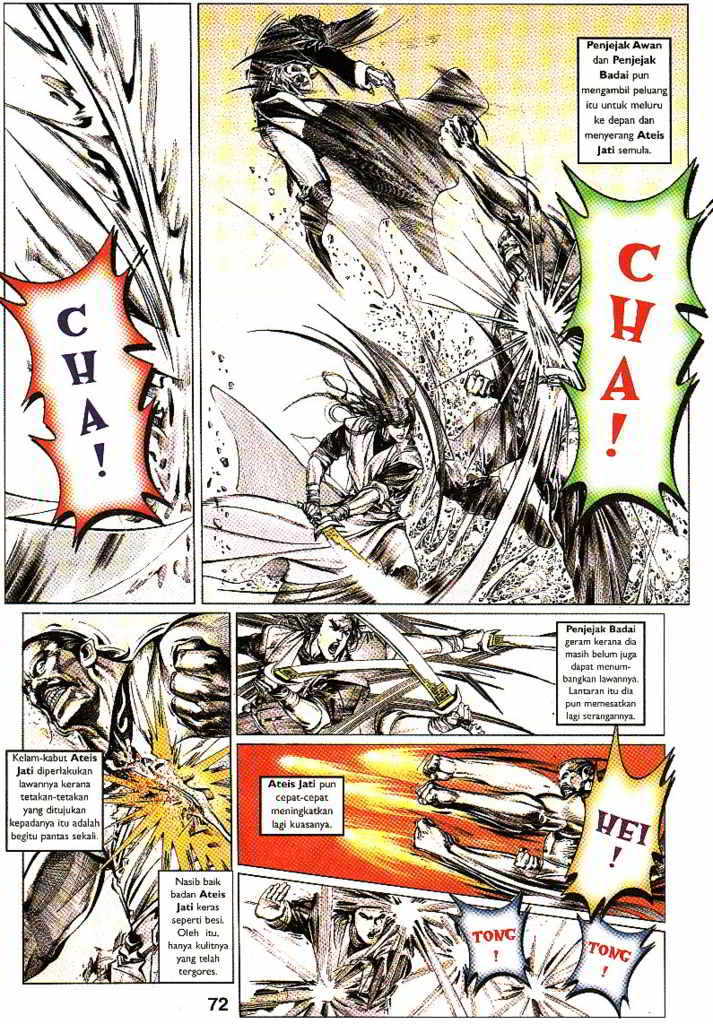 Penjejak Awan
dan Penjejak
Badai pun
mengambil peluang
itu untuk meluru
ke depan dan
menyerang Ateis
Jati semula.
CHA!
CHA!
Kelam-kabut Ateis
Jati diperlakukan
lawannya kerana
tetakan-tetakan
yang ditujukan
kepadanya itu adalah
begitu pantas sekali.
Nasib baik
badan Ateis
Jati keras
seperti besi.
Oleh itu,
hanya kulitnya
yang telah
tergores.
Penjejak Badai
geram kerana dia
masih belum juga
dapat menum-
bangkan lawannya.
Lantaran itu dia
pun memesatkan
lagi serangannya.
Ateis Jati pun
cepat-cepat
meningkatkan
lagi kuasanya.
HEI
!
TONG
!
TONG
!
72